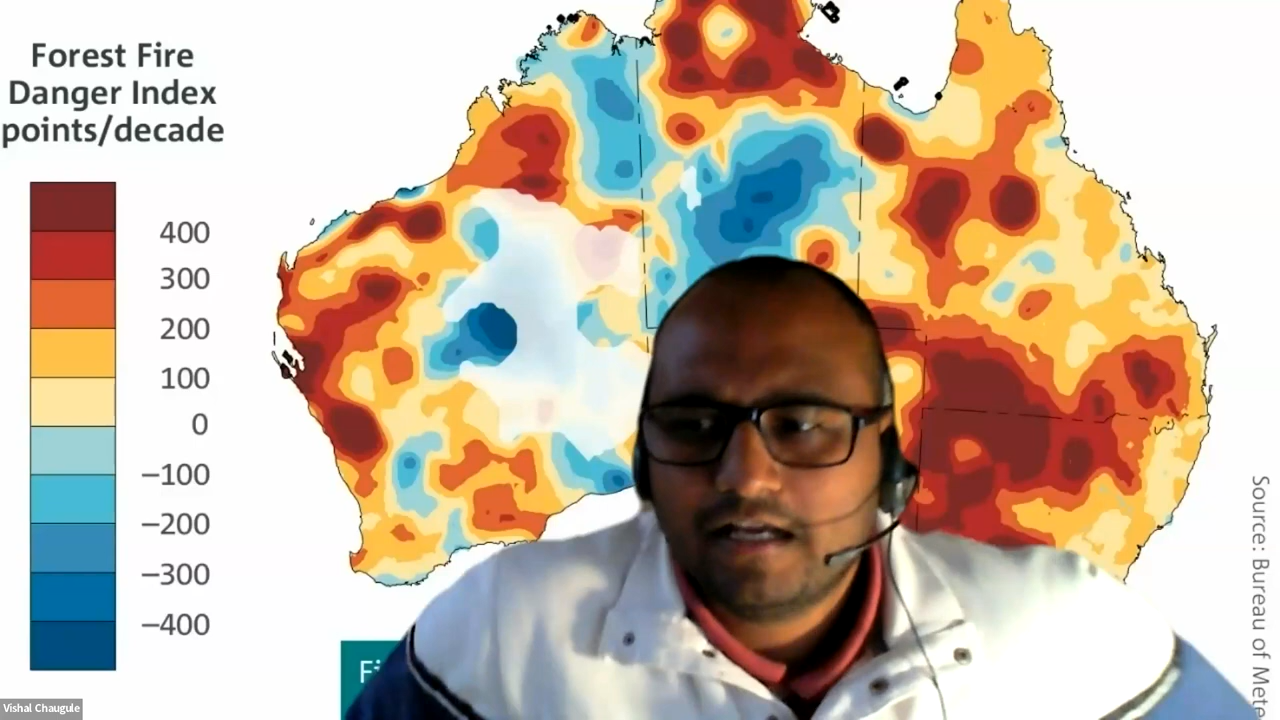 Forest Fire
Danger Index
points/decade
400
300
200
100
0
−100
−200
−300
−400
Source: Bureau of Mete
Fi
Vishal Chaugule